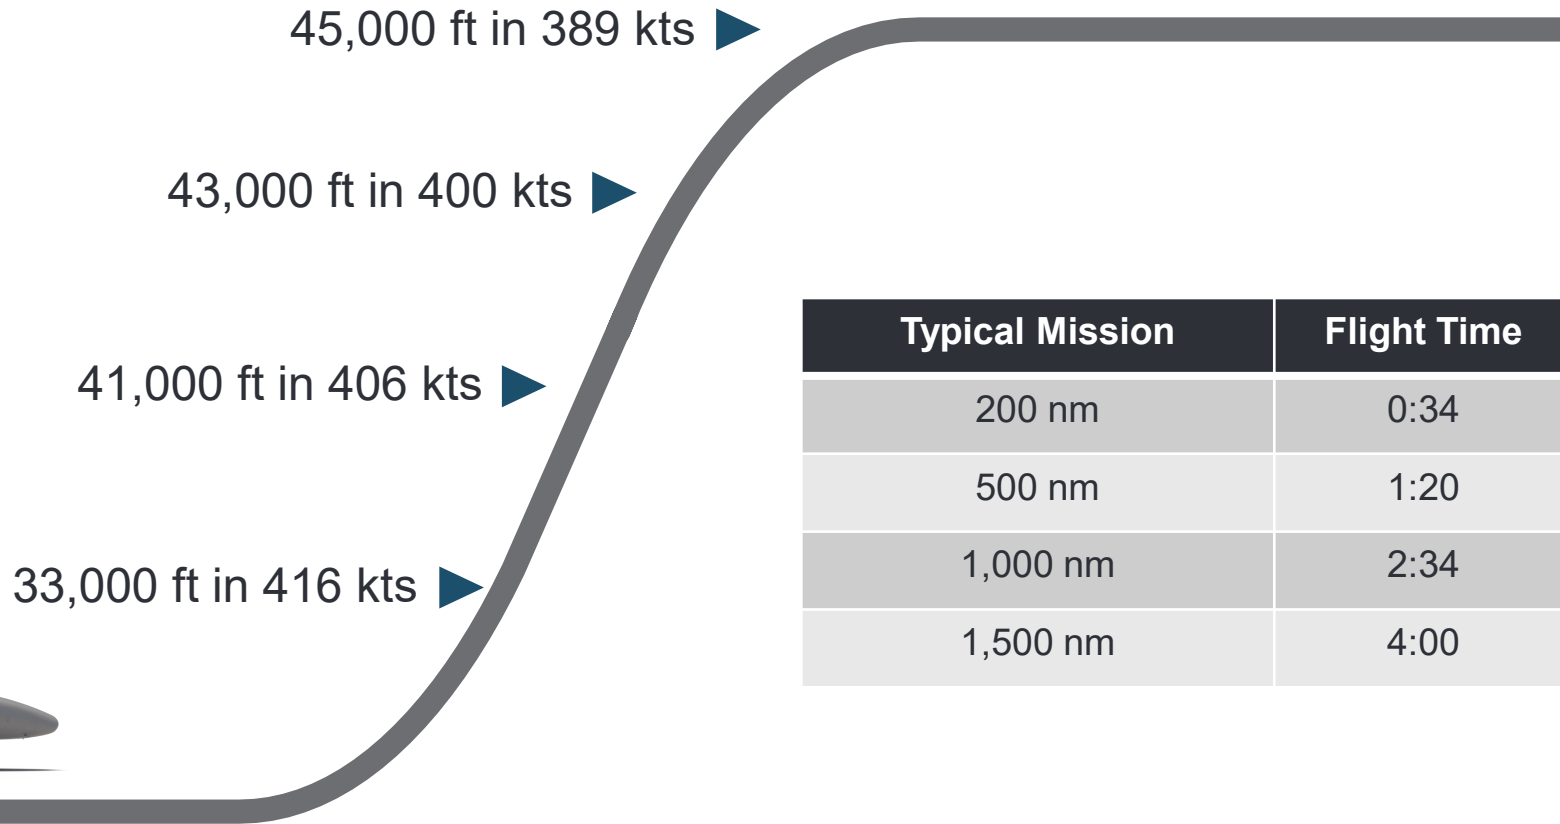 45,000 ft in 389 kts
43,000 ft in 400 kts
41,000 ft in 406 kts
33,000 ft in 416 kts
Typical Mission Flight Time
200 nm 0:34
500 nm 1:20
1,000 nm 2:34
1,500 nm 4:00